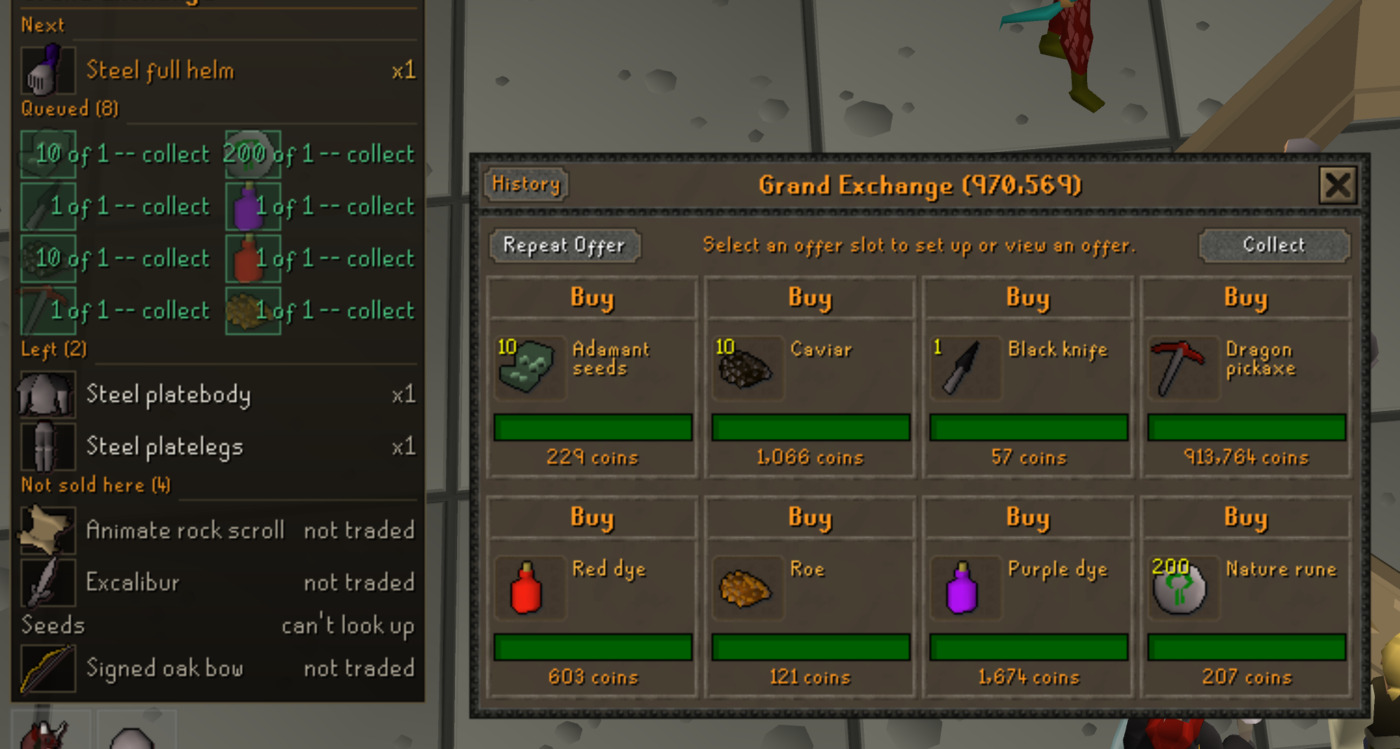 Next
Steel full helm x1
Queued (8)
10 of 1 -- collect 200 of 1 -- collect
1 of 1 -- collect 1 of 1 -- collect
10 of 1 -- collect 1 of 1 -- collect
1 of 1 -- collect 1 of 1 -- collect
Left (2)
Steel platebody x1
Steel platelegs x1
Not sold here (4)
Animate rock scroll not traded
Excalibur not traded
Seeds can't look up
Signed oak bow not traded
History Grand Exchange (970,569)
Repeat Offer Select an offer slot to set up or view an offer. Collect
Buy Buy Buy Buy
10 Adamant seeds 10 Caviar 1 Black knife Dragon pickaxe
229 coins 1,066 coins 57 coins 913,764 coins
Buy Buy Buy Buy
Red dye Roe Purple dye 200 Nature rune
603 coins 121 coins 1,674 coins 207 coins